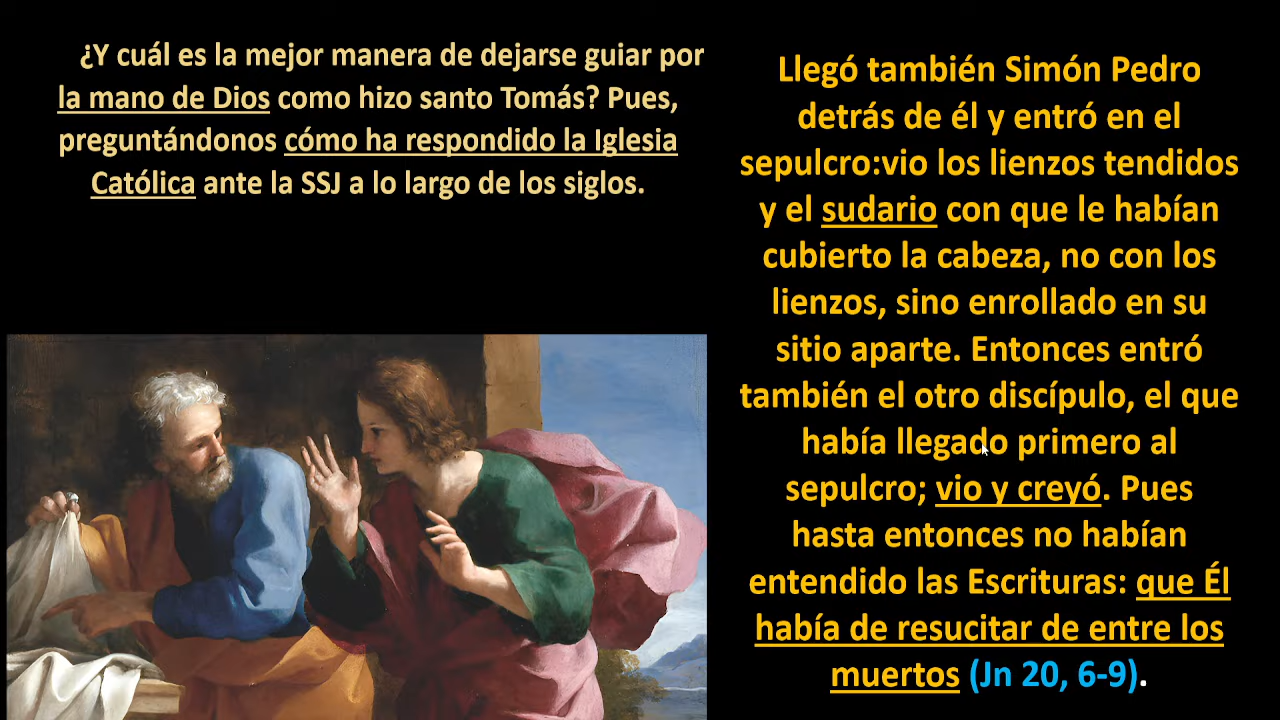 ¿Y cuál es la mejor manera de dejarse guiar por
la mano de Dios como hizo santo Tomás? Pues,
preguntándonos cómo ha respondido la Iglesia
Católica ante la SSJ a lo largo de los siglos.
Llegó también Simón Pedro
detrás de él y entró en el
sepulcro:vio los lienzos tendidos
y el sudario con que le habían
cubierto la cabeza, no con los
lienzos, sino enrollado en su
sitio aparte. Entonces entró
también el otro discípulo, el que
había llegado primero al
sepulcro; vio y creyó. Pues
hasta entonces no habían
entendido las Escrituras: que Él
había de resucitar de entre los
muertos (Jn 20, 6-9).